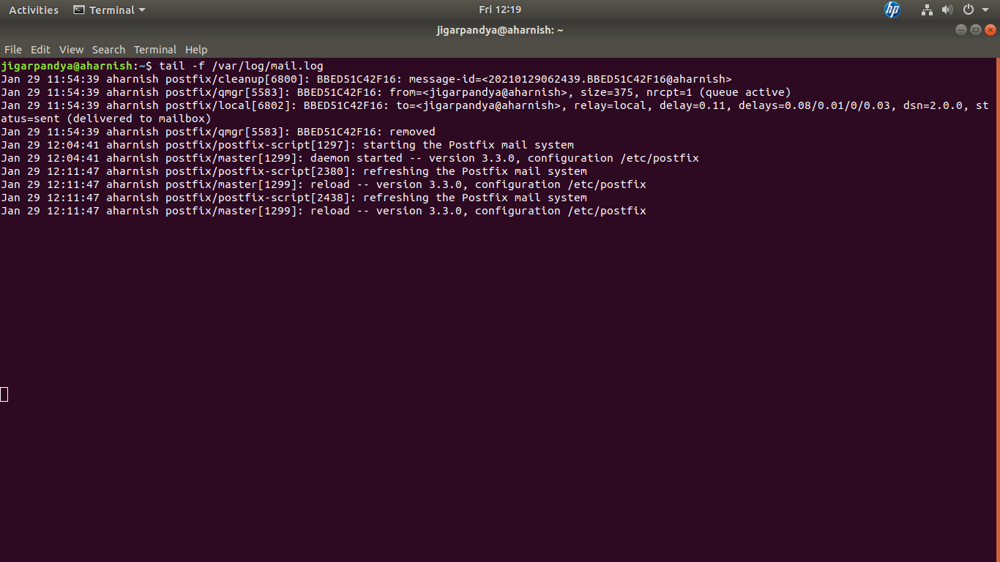 Activities Terminal Fri 12:19 hp
jigarpandya@aharnish: ~
File Edit View Search Terminal Help
jigarpandya@aharnish:~$ tail -f /var/log/mail.log
Jan 29 11:54:39 aharnish postfix/cleanup[6800]: BBED51C42F16: message-id=<20210129062439.BBED51C42F16@aharnish>
Jan 29 11:54:39 aharnish postfix/qmgr[5583]: BBED51C42F16: from=<jigarpandya@aharnish>, size=375, nrcpt=1 (queue active)
Jan 29 11:54:39 aharnish postfix/local[6802]: BBED51C42F16: to=<jigarpandya@aharnish>, relay=local, delay=0.11, delays=0.08/0.01/0/0.03, dsn=2.0.0, st
atus=sent (delivered to mailbox)
Jan 29 11:54:39 aharnish postfix/qmgr[5583]: BBED51C42F16: removed
Jan 29 12:04:41 aharnish postfix/postfix-script[1297]: starting the Postfix mail system
Jan 29 12:04:41 aharnish postfix/master[1299]: daemon started -- version 3.3.0, configuration /etc/postfix
Jan 29 12:11:47 aharnish postfix/postfix-script[2380]: refreshing the Postfix mail system
Jan 29 12:11:47 aharnish postfix/master[1299]: reload -- version 3.3.0, configuration /etc/postfix
Jan 29 12:11:47 aharnish postfix/postfix-script[2438]: refreshing the Postfix mail system
Jan 29 12:11:47 aharnish postfix/master[1299]: reload -- version 3.3.0, configuration /etc/postfix